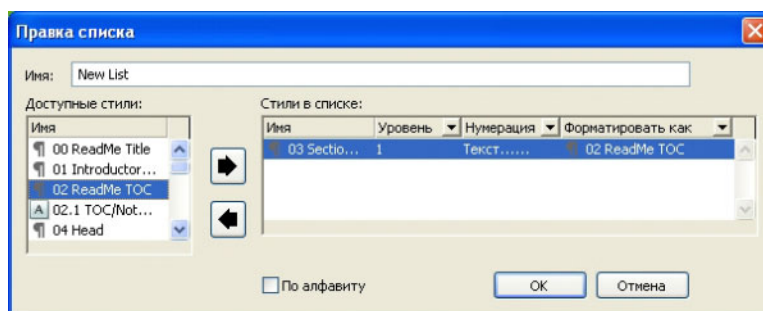 Правка списка
Имя: New List
Доступные стили:
Имя
00 ReadMe Title
01 Introductor...
02 ReadMe TOC
A 02.1 TOC/Not...
04 Head
Стили в списке:
Имя Уровень Нумерация Форматировать как
03 Sectio... 1 Текст...... 02 ReadMe TOC
По алфавиту
OK Отмена